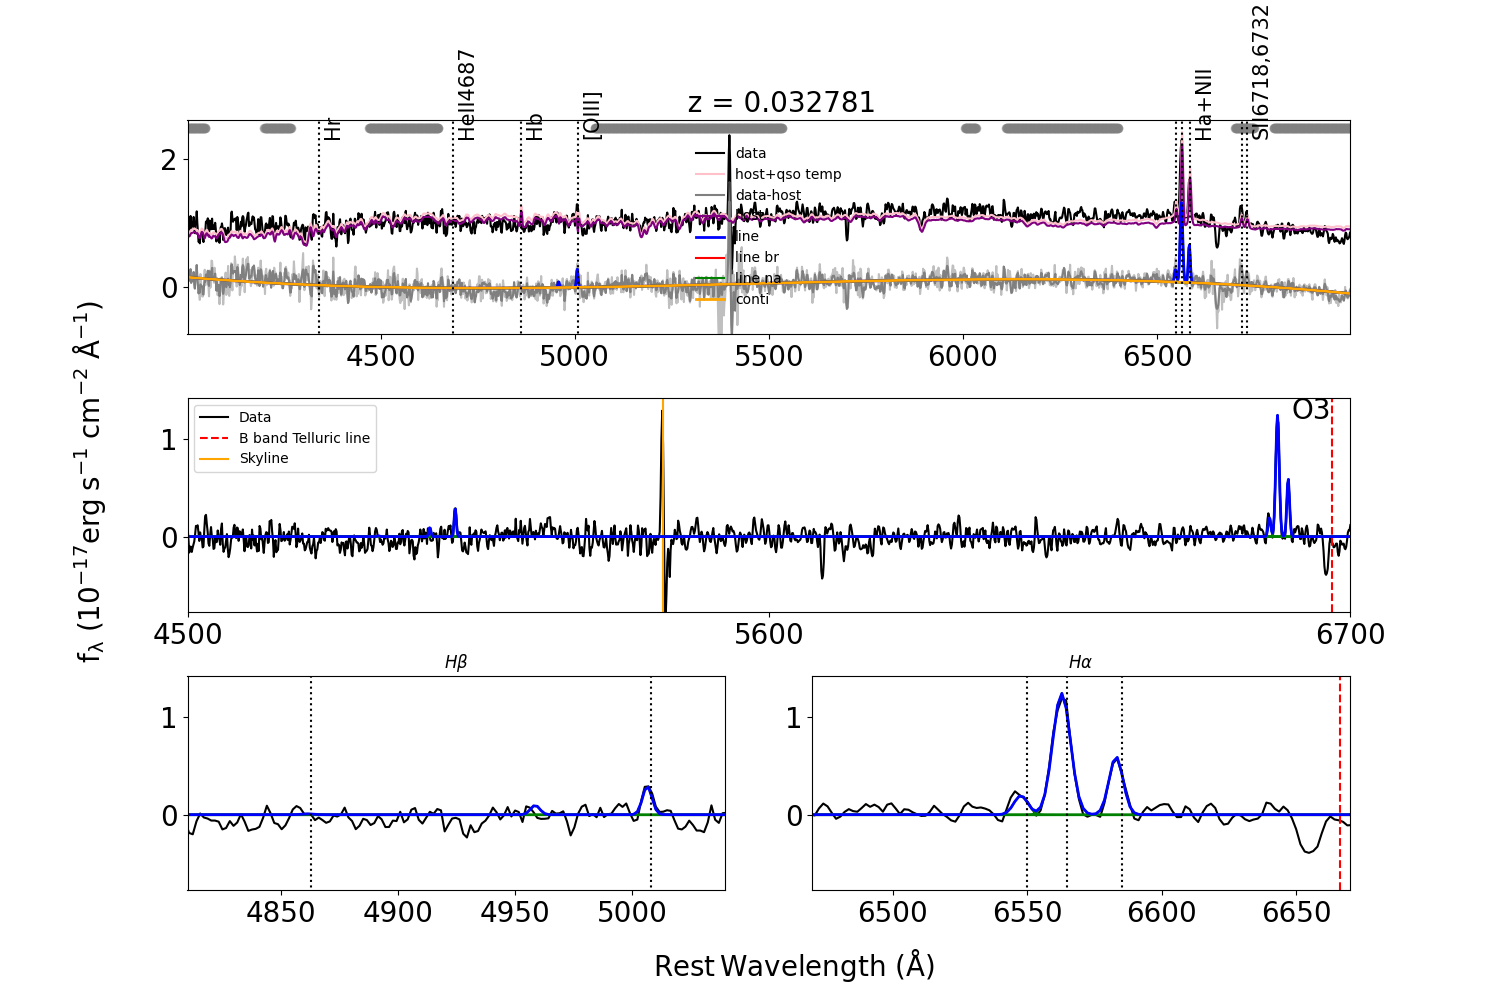 z = 0.032781
Hr
HeII4687
Hb
[OIII]
Ha+NII
SII6718,6732
data
host+qso temp
data-host
line
line br
line na
conti
2
0
4500 5000 5500 6000 6500
Data
B band Telluric line
Skyline
O3
1
0
4500 5600 6700
fλ (10−17erg s−1 cm−2 Å−1)
Hβ
1
0
4850 4900 4950 5000
Hα
1
0
6500 6550 6600 6650
Rest Wavelength (Å)